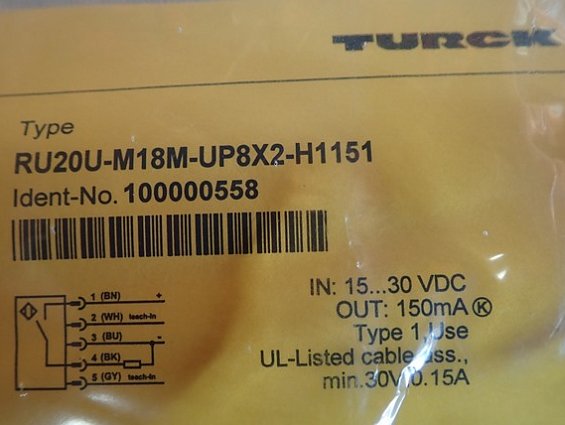 TURCK
Type
RU20U-M18M-UP8X2-H1151
Ident-No. 100000558
1 (BN) +
2 (WH) teach-in
3 (BU) -
4 (BK)
5 (GY) teach-in
IN: 15...30 VDC
OUT: 150mA Ⓚ
Type 1 Use
UL-Listed cable ass.,
min.30V, 0.15A